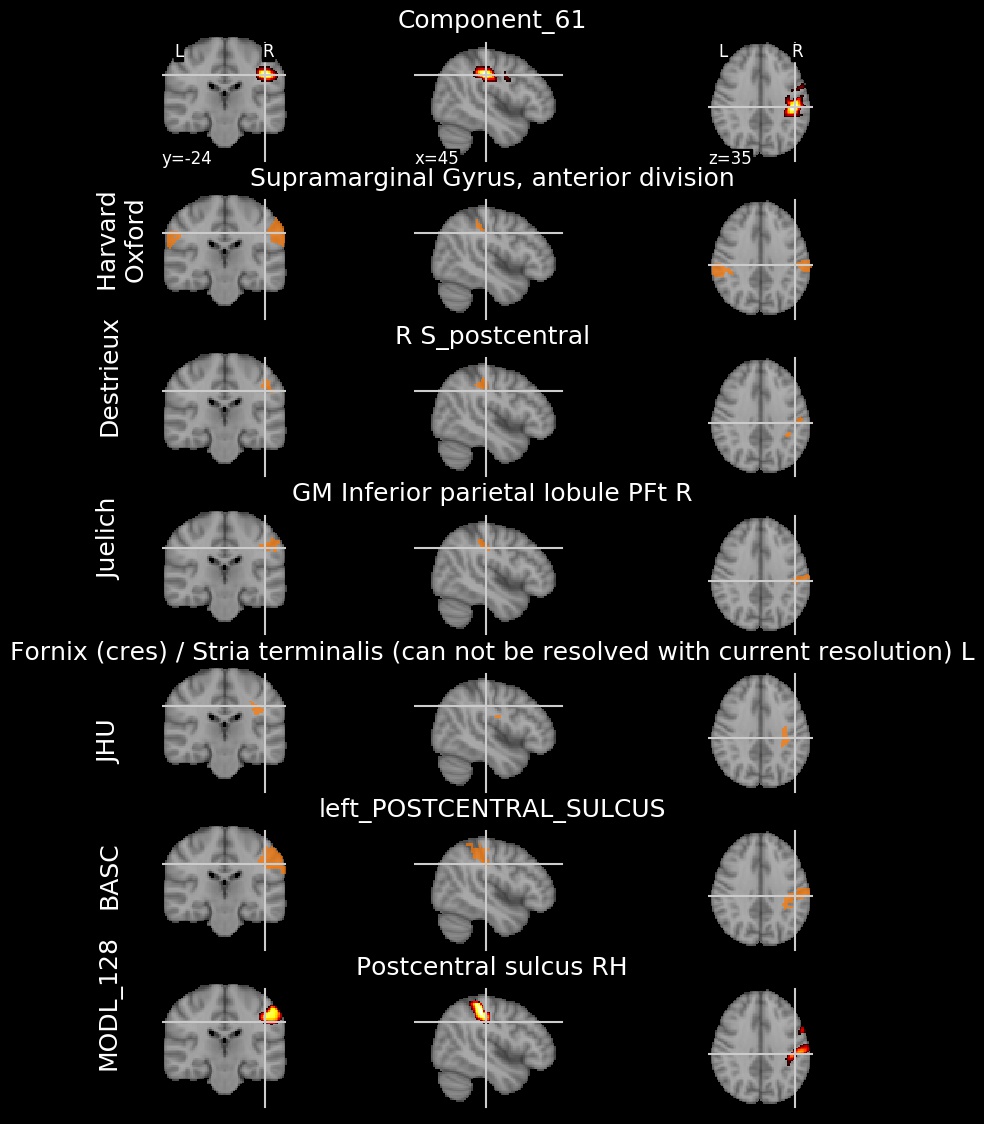 Component_61
L R L R
y=-24 x=45 z=35
Supramarginal Gyrus, anterior division
Harvard
Oxford
R S_postcentral
Destrieux
GM Inferior parietal lobule PFt R
Juelich
Fornix (cres) / Stria terminalis (can not be resolved with current resolution) L
JHU
left_POSTCENTRAL_SULCUS
BASC
Postcentral sulcus RH
MODL_128